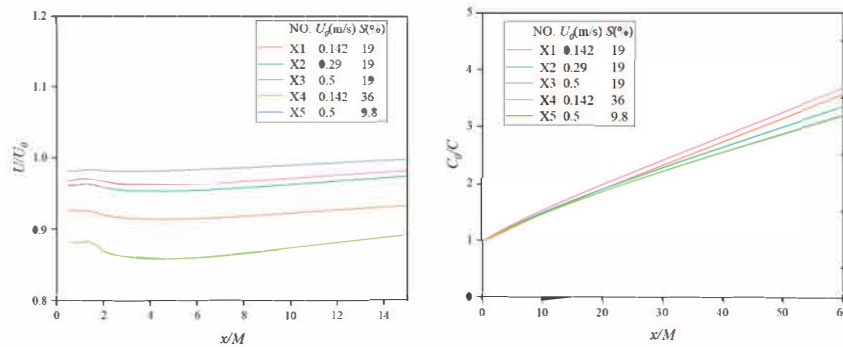 1.2
1.1
1.0
0.9
0.8
U/U0
0 2 4 6 8 10 12 14
x/M
NO. U0(m/s) S(%)
X1 0.142 19
X2 0.29 19
X3 0.5 19
X4 0.142 36
X5 0.5 9.8
5
4
3
2
1
0
C0/C
0 10 20 30 40 50 60
x/M
NO. U0(m/s) S(%)
X1 0.142 19
X2 0.29 19
X3 0.5 19
X4 0.142 36
X5 0.5 9.8